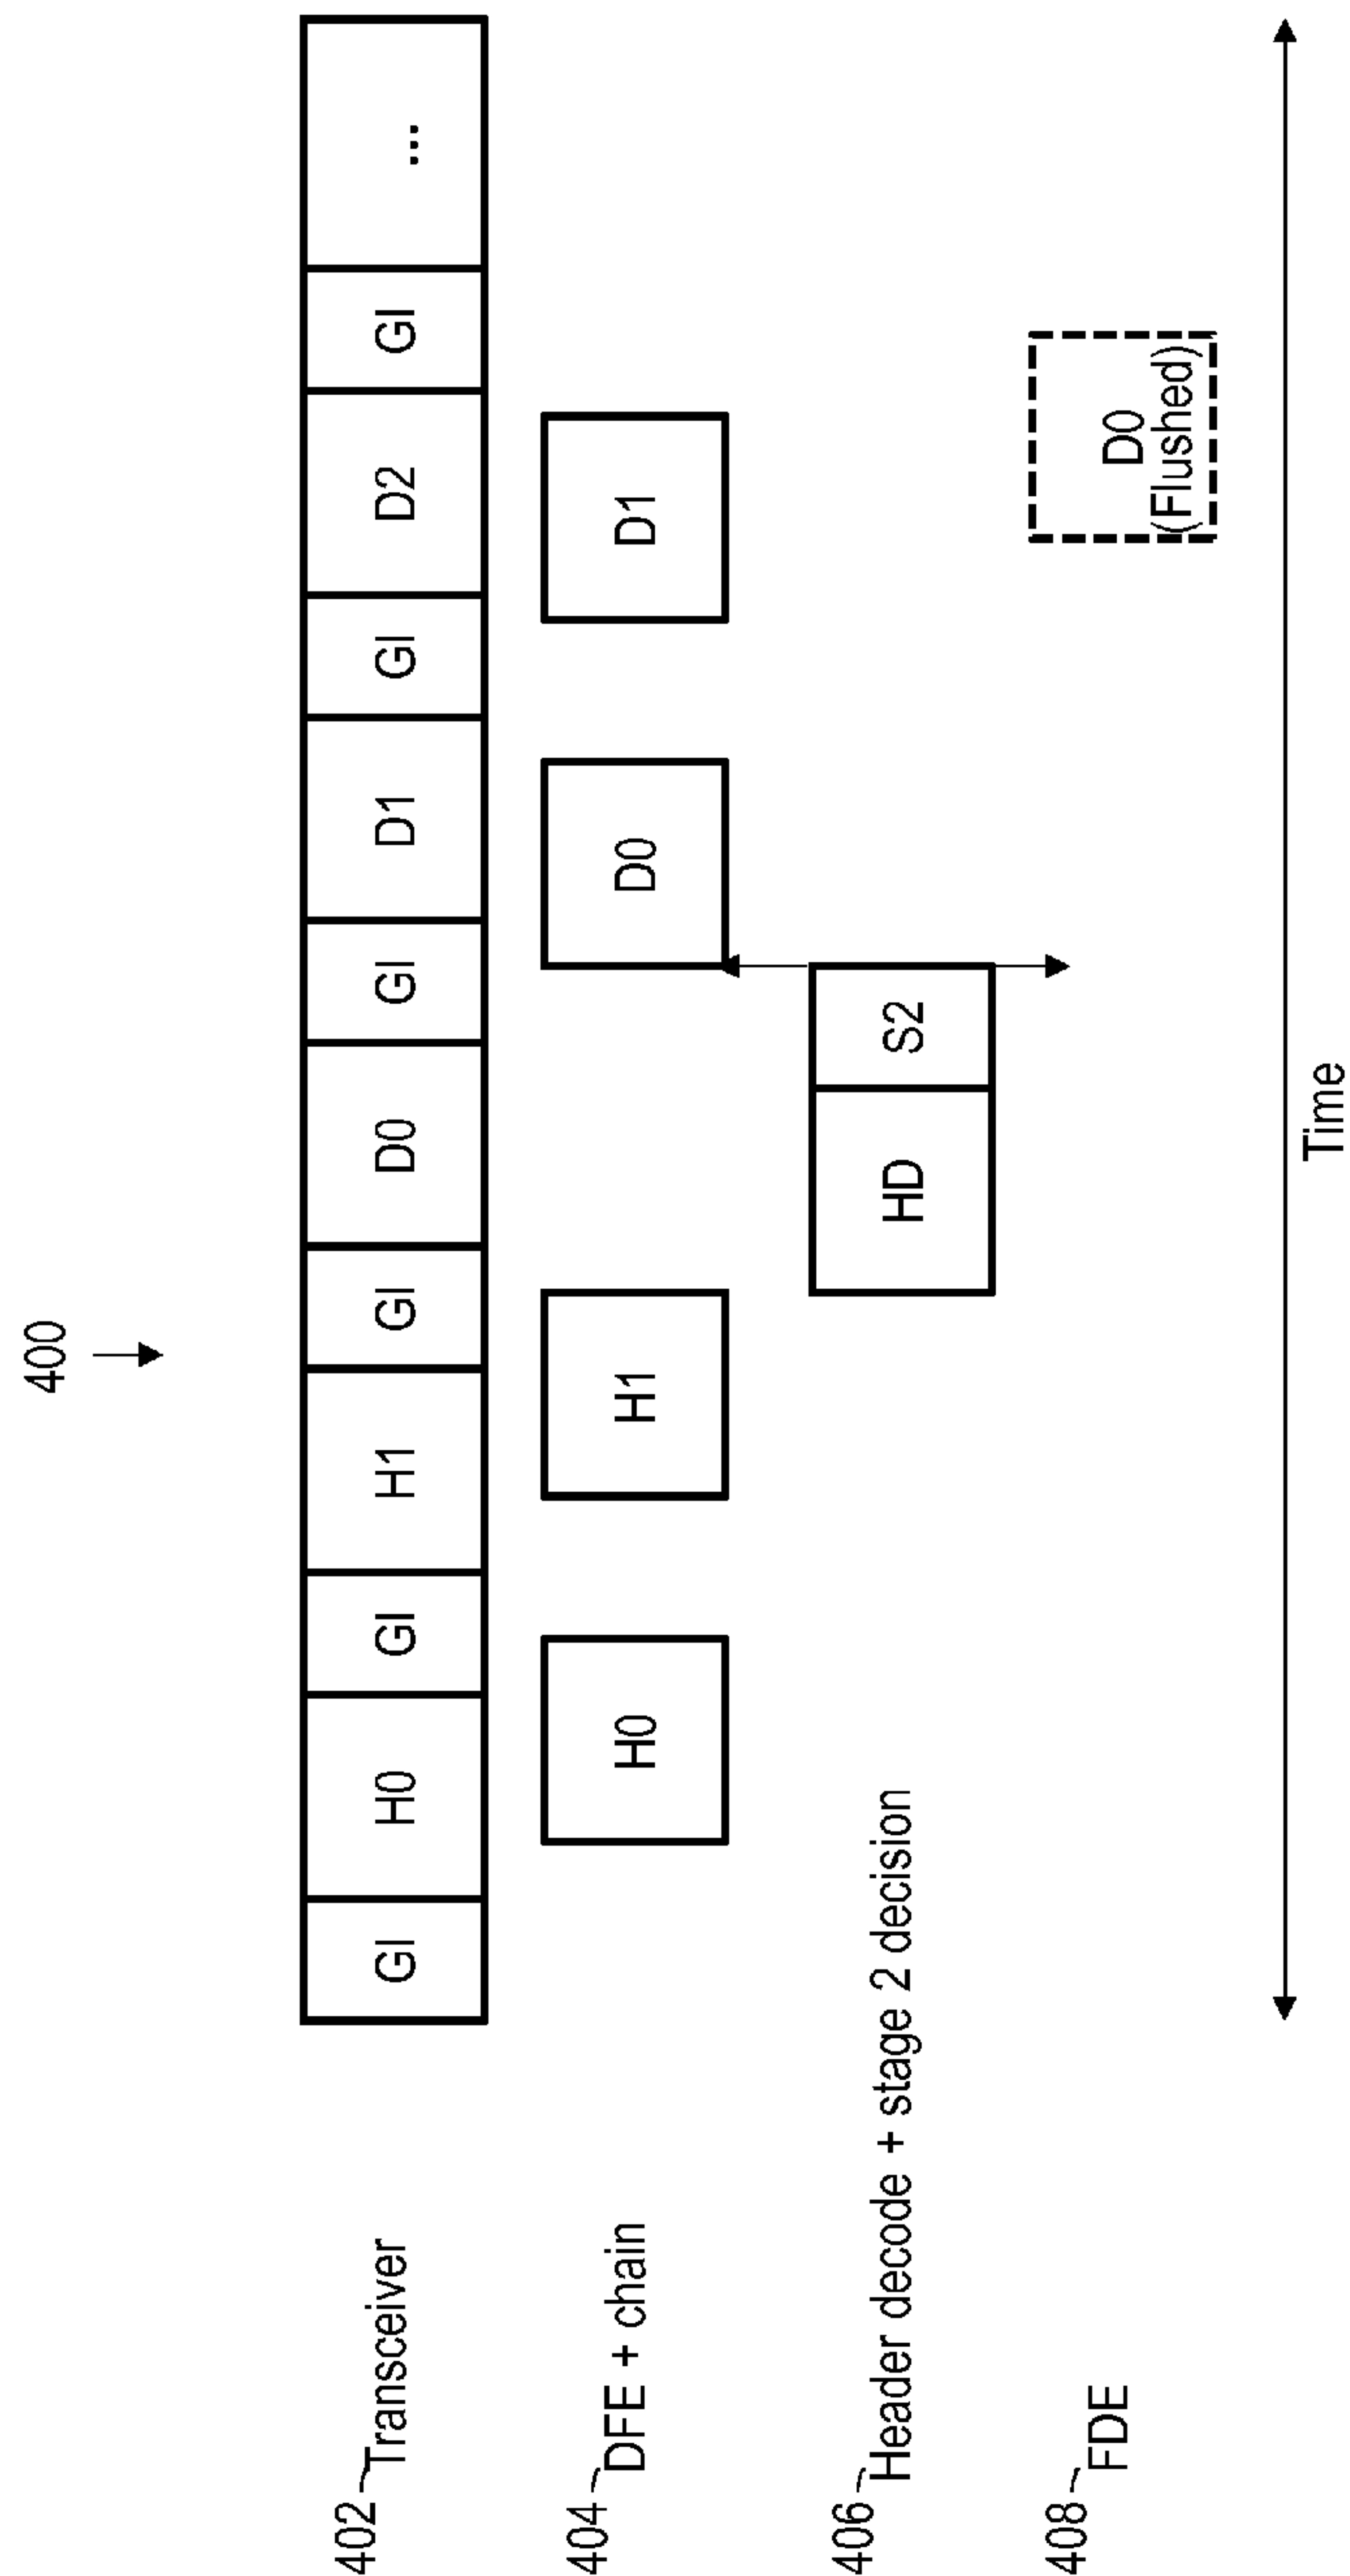 400
402 Transceiver
GI
H0
GI
H1
GI
D0
GI
D1
GI
D2
GI
...
404 DFE + chain
H0
H1
D0
D1
406 Header decode + stage 2 decision
HD
S2
408 FDE
D0
(Flushed)
Time